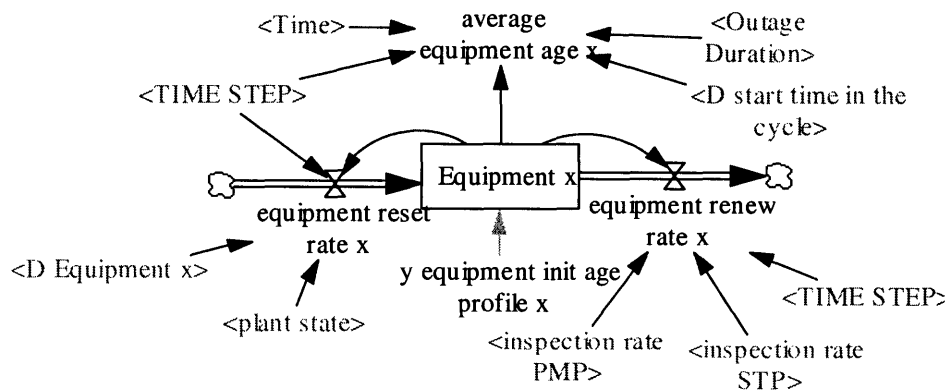 <Time>
average
equipment age x
<Outage
Duration>
<TIME STEP>
<D start time in the
cycle>
Equipment x
equipment reset
rate x
equipment renew
rate x
<D Equipment x>
y equipment init age
profile x
<plant state>
<TIME STEP>
<inspection rate
PMP>
<inspection rate
STP>